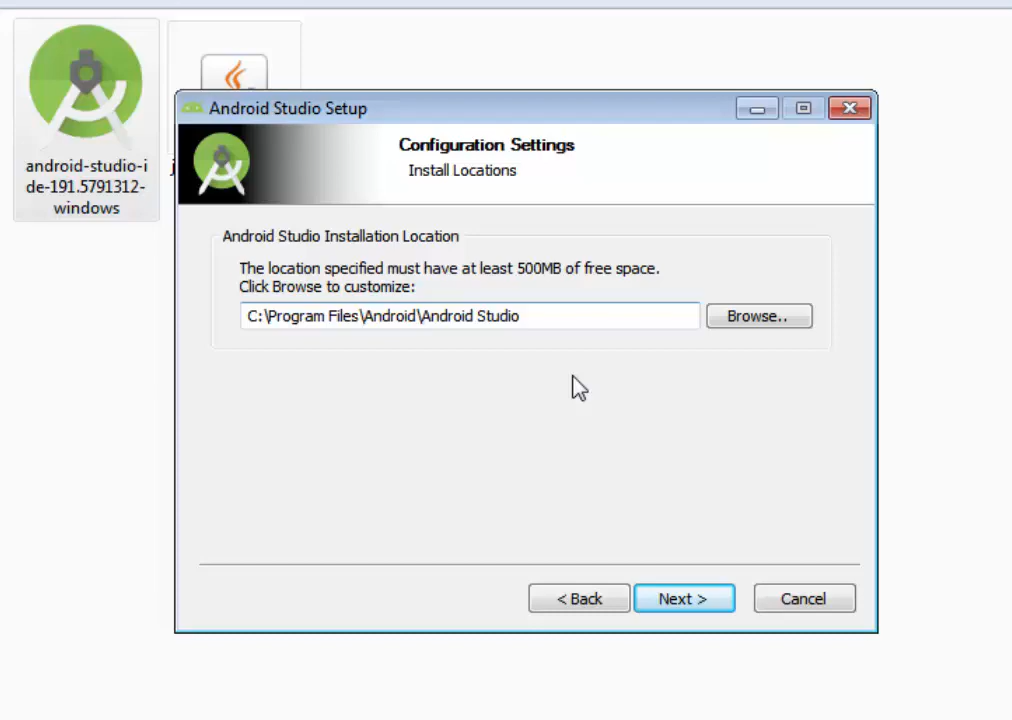 android-studio-i
de-191.5791312-
windows
Android Studio Setup
Configuration Settings
Install Locations
Android Studio Installation Location
The location specified must have at least 500MB of free space.
Click Browse to customize:
C:\Program Files\Android\Android Studio
Browse..
< Back
Next >
Cancel